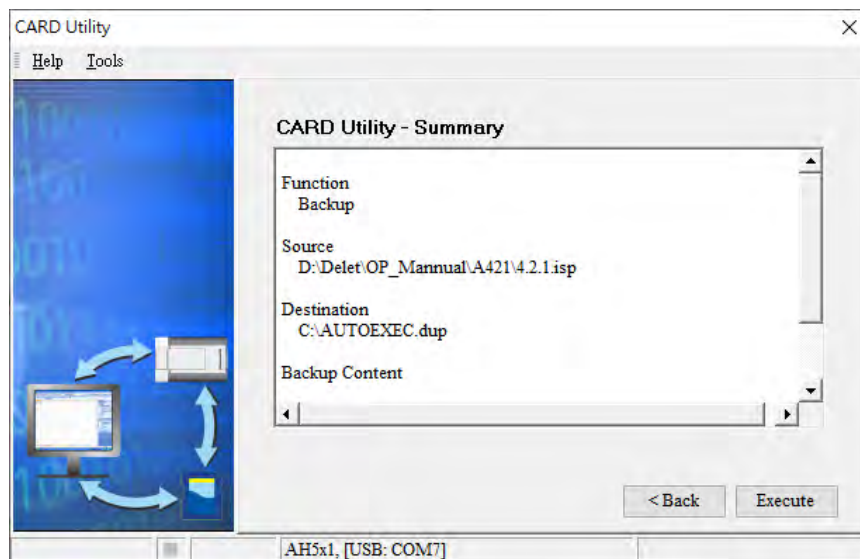 CARD Utility
Help Tools
CARD Utility - Summary
Function
Backup
Source
D:\Delet\OP_Mannual\A421\4.2.1.isp
Destination
C:\AUTOEXEC.dup
Backup Content
< Back Execute
AH5x1, [USB: COM7]